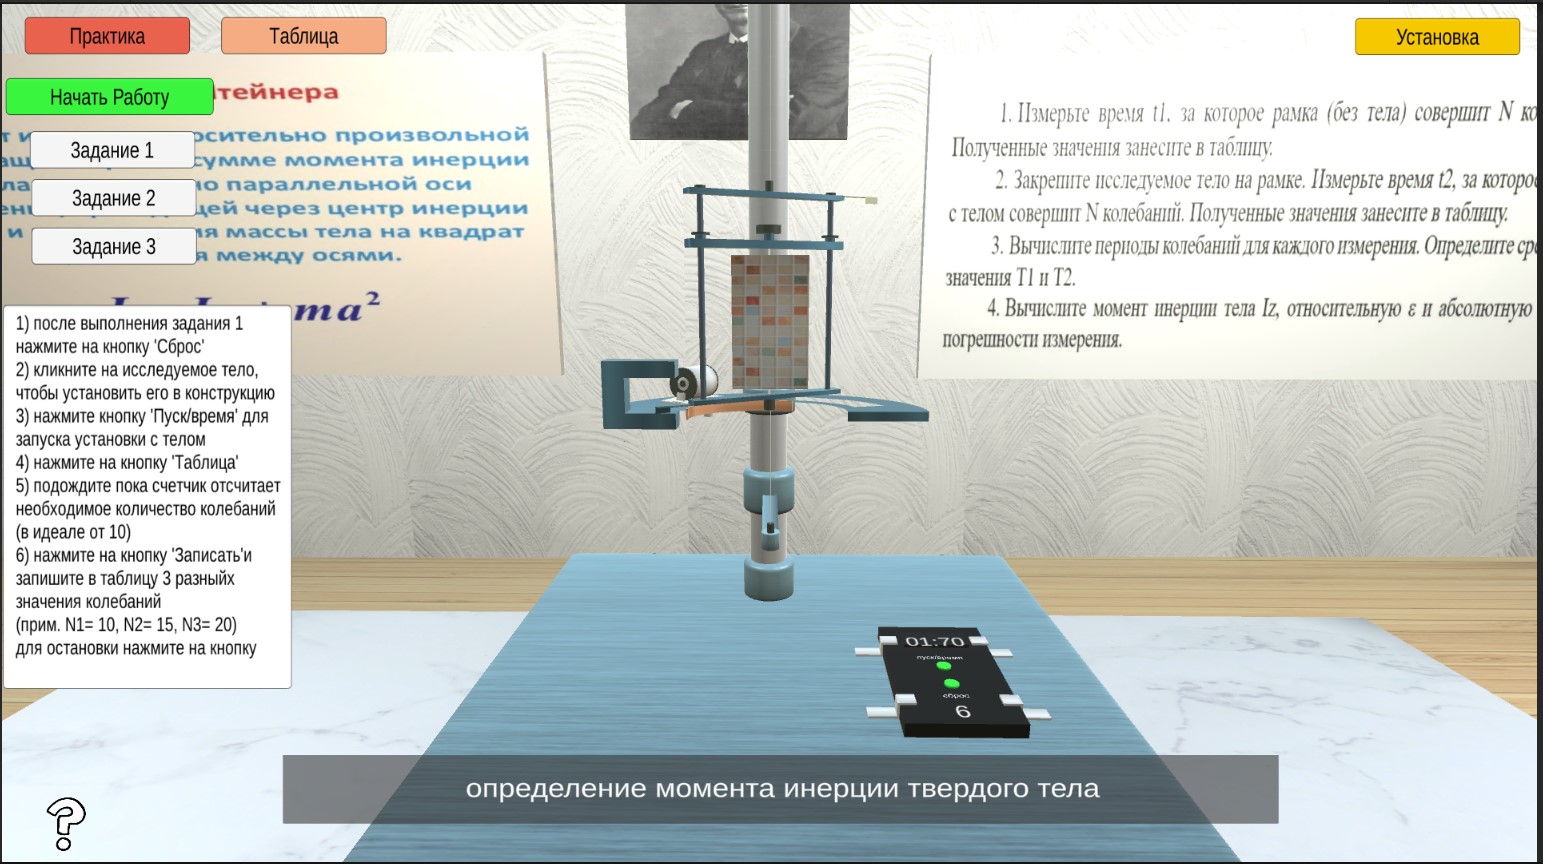 Практика
Таблица
Установка
Начать Работу
Задание 1
Задание 2
Задание 3
тейнера
осительно произвольной
сумме момента инерции
о параллельной оси
ей через центр инерции
и
я массы тела на квадрат
я между осями.
ma²
1. Измерьте время t1, за которое рамка (без тела) совершит N ко
Полученные значения занесите в таблицу.
2. Закрепите исследуемое тело на рамке. Измерьте время t2, за которо
с телом совершит N колебаний. Полученные значения занесите в таблицу.
3. Вычислите периоды колебаний для каждого измерения. Определите ср
значения T1 и T2.
4. Вычислите момент инерции тела Iz, относительную ε и абсолютную
погрешности измерения.
1) после выполнения задания 1
нажмите на кнопку 'Сброс'
2) кликните на исследуемое тело,
чтобы установить его в конструкцию
3) нажмите кнопку 'Пуск/время' для
запуска установки с телом
4) нажмите на кнопку 'Таблица'
5) подождите пока счетчик отсчитает
необходимое количество колебаний
(в идеале от 10)
6) нажмите на кнопку 'Записать'и
запишите в таблицу 3 разныйх
значения колебаний
(прим. N1= 10, N2= 15, N3= 20)
для остановки нажмите на кнопку
01:70
пуск/время
сброс
6
определение момента инерции твердого тела
?